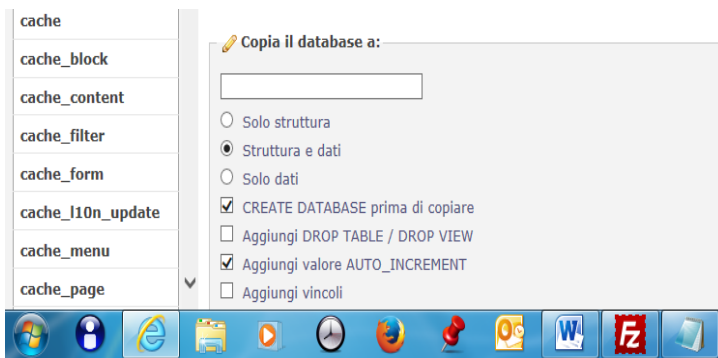 cache
cache_block
cache_content
cache_filter
cache_form
cache_l10n_update
cache_menu
cache_page
Copia il database a:
Solo struttura
Struttura e dati
Solo dati
CREATE DATABASE prima di copiare
Aggiungi DROP TABLE / DROP VIEW
Aggiungi valore AUTO_INCREMENT
Aggiungi vincoli